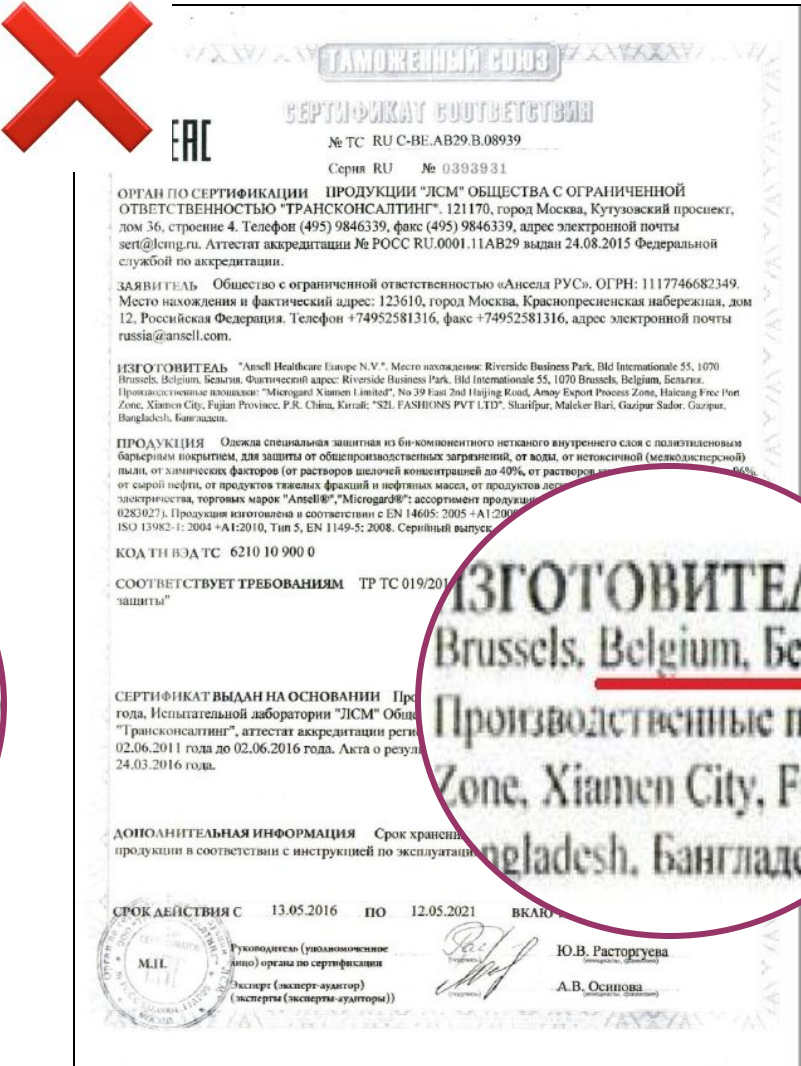 ТАМОЖЕННЫЙ СОЮЗ
СЕРТИФИКАТ СООТВЕТСТВИЯ
ЕАС
№ ТС RU С-BE.АВ29.В.08939
Серия RU № 0393931
ОРГАН ПО СЕРТИФИКАЦИИ ПРОДУКЦИИ "ЛСМ" ОБЩЕСТВА С ОГРАНИЧЕННОЙ
ОТВЕТСТВЕННОСТЬЮ "ТРАНСКОНСАЛТИНГ". 121170, город Москва, Кутузовский проспект,
дом 36, строение 4. Телефон (495) 9846339, факс (495) 9846339, адрес электронной почты
sert@lcmg.ru. Аттестат аккредитации № РОСС RU.0001.11АВ29 выдан 24.08.2015 Федеральной
службой по аккредитации.
ЗАЯВИТЕЛЬ Общество с ограниченной ответственностью «Анселл РУС». ОГРН: 1117746682349.
Место нахождения и фактический адрес: 123610, город Москва, Краснопресненская набережная, дом
12, Российская Федерация. Телефон +74952581316, факс +74952581316, адрес электронной почты
russia@ansell.com.
ИЗГОТОВИТЕЛЬ "Ansell Healthcare Europe N.V.". Место нахождения: Riverside Business Park, Bld Internationale 55, 1070
Brussels, Belgium, Бельгия. Фактический адрес: Riverside Business Park, Bld Internationale 55, 1070 Brussels, Belgium, Бельгия.
Производственные площадки: "Microgard Xiamen Limited", No 39 East 2nd Haijing Road, Amoy Export Process Zone, Haicang Free Port
Zone, Xiamen City, Fujian Province, P.R. China, Китай; "S2L FASHIONS PVT LTD". Sharifpur, Maleker Bari, Gazipur Sador, Gazipur,
Bangladesh, Бангладеш.
ПРОДУКЦИЯ Одежда специальная защитная из би-компонентного нетканого внутреннего слоя с полиэтиленовым
барьерным покрытием, для защиты от общепроизводственных загрязнений, от воды, от нетоксичной (мелкодисперсной)
пыли, от химических факторов (от растворов щелочей концентрацией до 40%, от растворов 96%,
от сырой нефти, от продуктов тяжелых фракций и нефтяных масел, от продуктов
электричества, торговых марок "Ansell®","Microgard®": ассортимент
0283027). Продукция изготовлена в соответствии с EN 14605: 2005 +A1:
ISO 13982-1: 2004 +A1:2010, Тип 5, EN 1149-5: 2008. Серийный выпуск
КОД ТН ВЭД ТС 6210 10 900 0
СООТВЕТСТВУЕТ ТРЕБОВАНИЯМ ТР ТС 019/201
защиты"
СЕРТИФИКАТ ВЫДАН НА ОСНОВАНИИ
года, Испытательной лаборатории "ЛСМ"
"Трансконсалтинг", аттестат аккредитации
02.06.2011 года до 02.06.2016 года. Акта о
24.03.2016 года.
ДОПОЛНИТЕЛЬНАЯ ИНФОРМАЦИЯ Срок
продукции в соответствии с инструкцией по
СРОК ДЕЙСТВИЯ С 13.05.2016 ПО 12.05.2021
М.П.
Руководитель (уполномоченное
лицо) органа по сертификации
Ю.В. Расторгуева
Эксперт (эксперт-аудитор)
(эксперты (эксперты-аудиторы))
А.В. Осипова
ИЗГОТОВИТЕЛ
Brussels, Belgium, Бе
Производственные п
Zone, Xiamen City, F
ngladesh, Бангладе